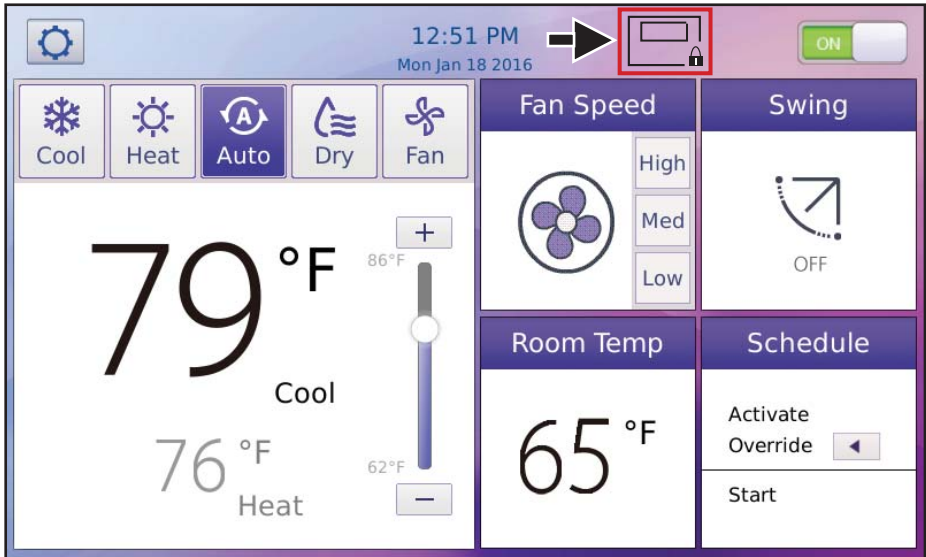 12:51 PM
Mon Jan 18 2016
ON
Cool
Heat
A
Auto
Dry
Fan
79 °F
Cool
76 °F
Heat
+
86°F
62°F
−
Fan Speed
High
Med
Low
Swing
OFF
Room Temp
65 °F
Schedule
Activate
Override
Start